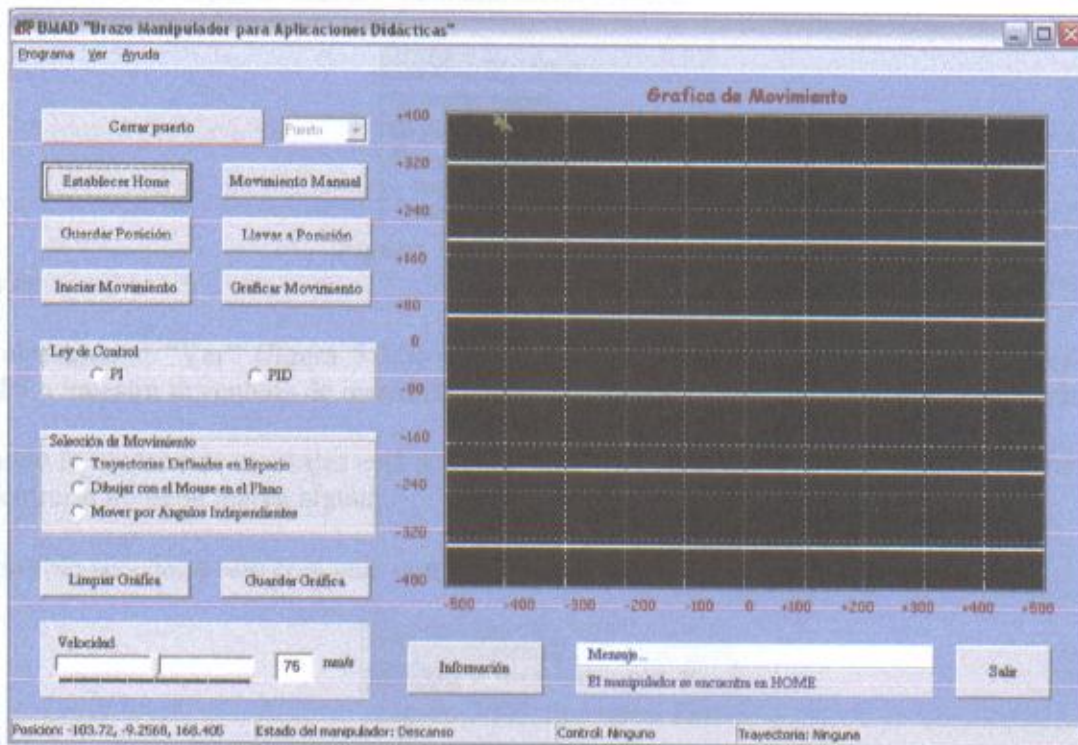 BMAD "Brazo Manipulador para Aplicaciones Didácticas"
Programa Ver Ayuda
Grafica de Movimiento
Cerrar puerto
Puerto
Establecer Home
Movimiento Manual
Guardar Posición
Llevar a Posición
Iniciar Movimiento
Graficar Movimiento
Ley de Control
PI
PID
Selección de Movimiento
Trayectorias Definidas en Espacio
Dibujar con el Mouse en el Plano
Mover por Angulos Independientes
Limpiar Gráfica
Guardar Gráfica
Velocidad
76 mm/s
+400
+320
+240
+160
+80
0
-80
-160
-240
-320
-400
-500 -400 -300 -200 -100 0 +100 +200 +300 +400 +500
Información
Mensaje...
El manipulador se encuentra en HOME
Salir
Posicion: -103.72, -9.2568, 168.405 Estado del manipulador: Descanso Control: Ninguno Trayectoria: Ninguna